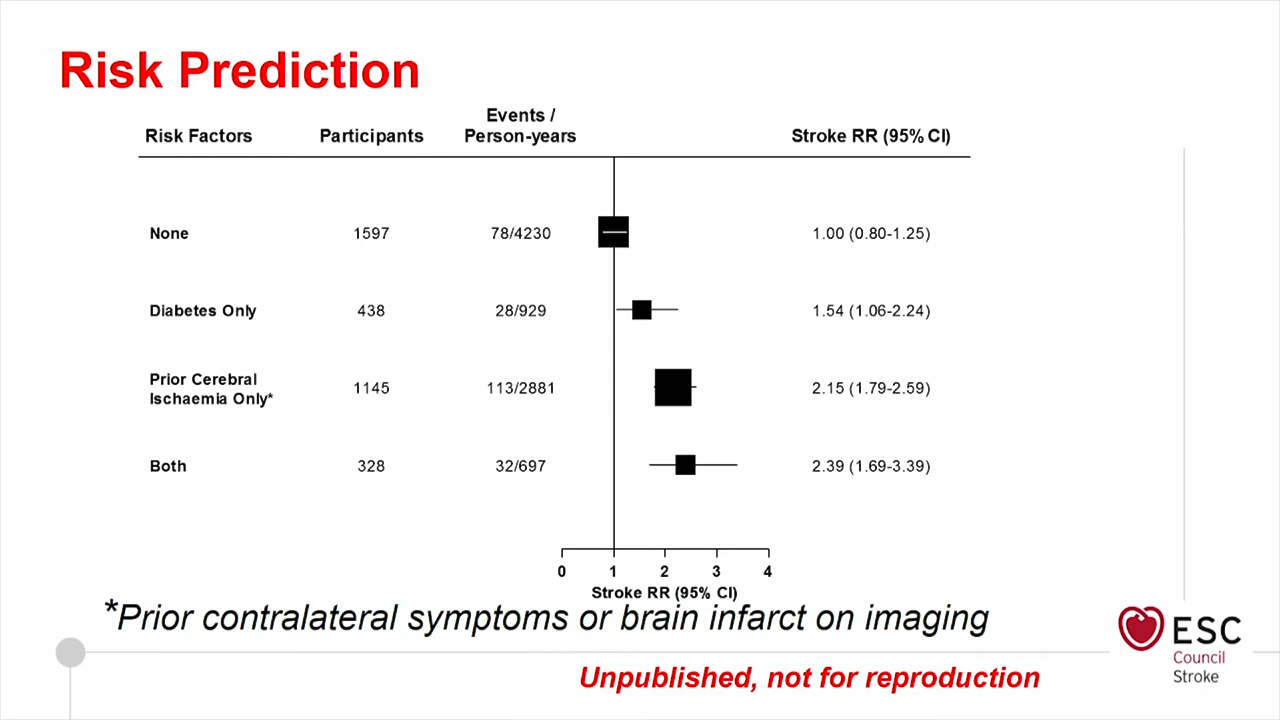 Risk Prediction
Events /
Risk Factors Participants Person-years Stroke RR (95% CI)
None 1597 78/4230 1.00 (0.80-1.25)
Diabetes Only 438 28/929 1.54 (1.06-2.24)
Prior Cerebral
Ischaemia Only* 1145 113/2881 2.15 (1.79-2.59)
Both 328 32/697 2.39 (1.69-3.39)
0 1 2 3 4
Stroke RR (95% CI)
*Prior contralateral symptoms or brain infarct on imaging
ESC
Council
Stroke
Unpublished, not for reproduction